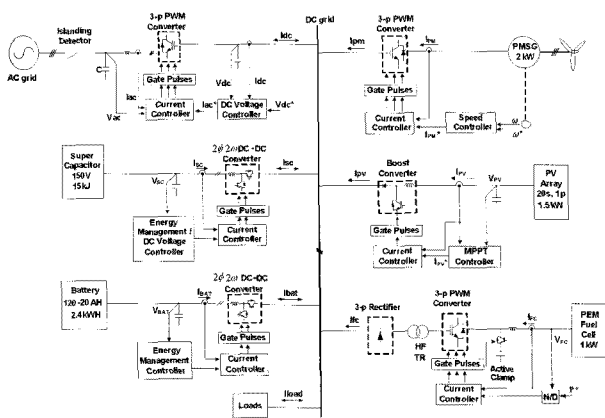 Islanding
Detector
3-p PWM
Converter
Idc
DC grid
AC grid
C
Gate Pulses
Vdc
Idc
Vac
Iac
Current
Controller
Iac*
DC Voltage
Controller
Vdc*
Ipm
3-p PWM
Converter
IPM
PMSG
2 kW
Gate Pulses
Current
Controller
IPM*
Speed
Controller
ω
ω*
Super
Capacitor
150V
15kJ
VSC
ISC
2ϕ 2ω DC-DC
Converter
Isc
Gate Pulses
Energy
Management /
DC Voltage
Controller
Current
Controller
Boost
Converter
Ipv
IPV
VPV
PV
Array
20s, 1p
1.5kW
Gate Pulses
Current
Controller
IPV*
MPPT
Controller
Battery
120 -20 AH
2.4 kWH
VBAT
IBAT
2ϕ 2ω DC-DC
Converter
Ibat
Gate Pulses
Energy
Management
Controller
Current
Controller
Loads
Iload
3-p Rectifier
Ifc
HF
TR
3-p PWM
Converter
IFC
VFC
PEM
Fuel
Cell
1 kW
Gate Pulses
Active
Clamp
Current
Controller
N/D